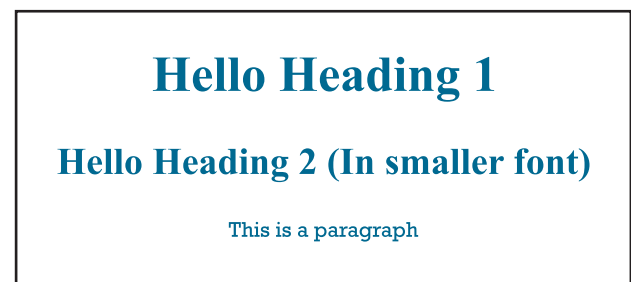 Hello Heading 1
Hello Heading 2 (In smaller font)
This is a paragraph